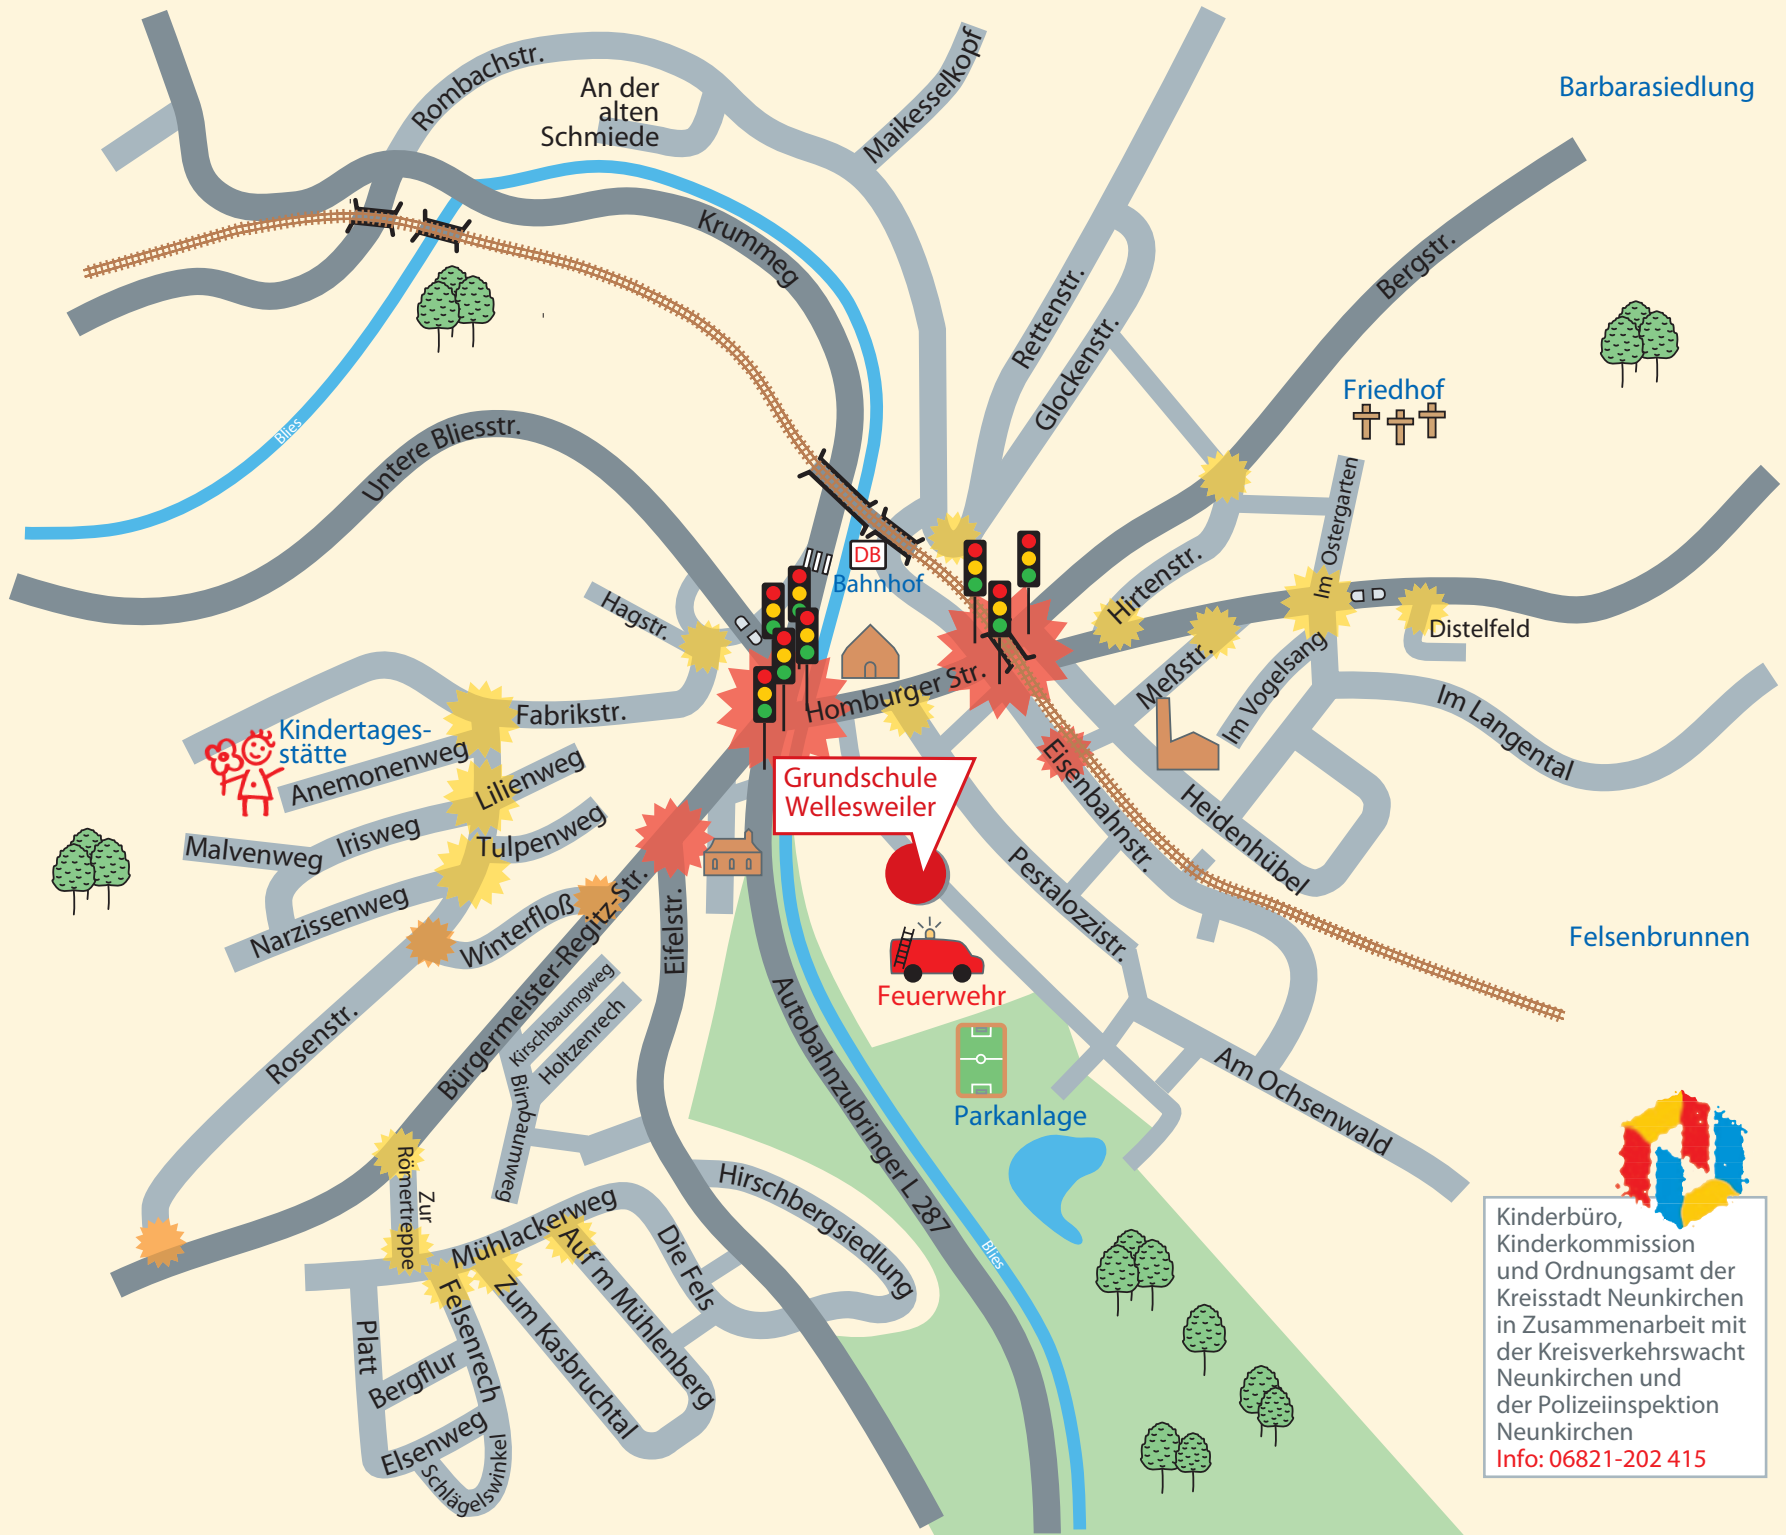 Rombachstr.
An der
alten
Schmiede
Maikesselkopf
Barbarasiedlung
Krummeg
Bergstr.
Rettenstr.
Glockenstr.
Friedhof
Blies
Untere Bliesstr.
Im Ostergarten
DB
Bahnhof
Hirtenstr.
Hagstr.
Distelfeld
Meßstr.
Im Vogelsang
Homburger Str.
Im Langental
Fabrikstr.
Kindertages-
stätte
Anemonenweg
Lilienweg
Eisenbahnstr.
Heidenhübel
Grundschule
Wellesweiler
Irisweg
Malvenweg
Tulpenweg
Pestalozzistr.
Narzissenweg
Winterfloß
Eifelstr.
Felsenbrunnen
Feuerwehr
Bürgermeister-Regitz-Str.
Kirschbaumgweg
Holtzenrech
Rosenstr.
Autobahnzubringer L 287
Am Ochsenwald
Parkanlage
Birnbaumweg
Zur
Römertreppe
Hirschbergsiedlung
Mühlackerweg
Die Fels
Auf´m Mühlenberg
Blies
Felsenrech
Zum Kasbruchtal
Platt
Bergflur
Elsenweg
Schlägelswinkel
Kinderbüro,
Kinderkommission
und Ordnungsamt der
Kreisstadt Neunkirchen
in Zusammenarbeit mit
der Kreisverkehrswacht
Neunkirchen und
der Polizeiinspektion
Neunkirchen
Info: 06821-202 415